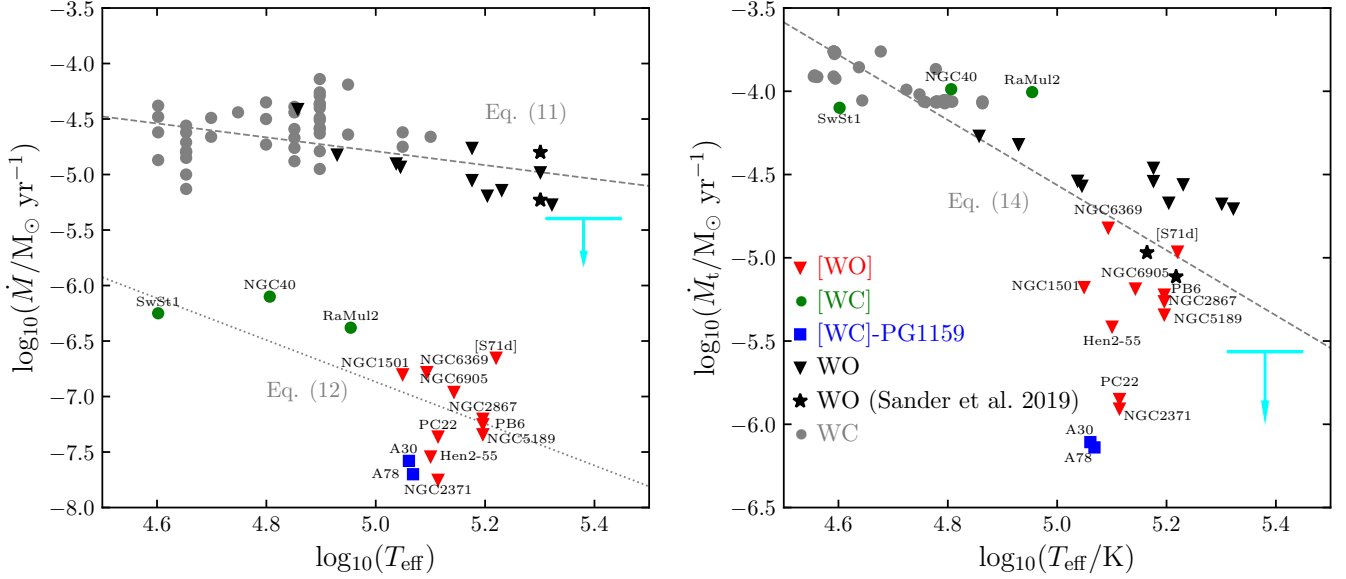 −3.5
−4.0
−4.5
−5.0
−5.5
−6.0
−6.5
−7.0
−7.5
−8.0
log₁₀(Ṁ/M⊙ yr⁻¹)
Eq. (11)
NGC40
SwSt1
RaMul2
[S71d]
NGC1501
NGC6369
NGC6905
Eq. (12)
NGC2867
PC22
PB6
NGC5189
A30
Hen2-55
A78
NGC2371
4.6 4.8 5.0 5.2 5.4
log₁₀(T_eff)
−3.5
−4.0
−4.5
−5.0
−5.5
−6.0
−6.5
log₁₀(Ṁ_t/M⊙ yr⁻¹)
NGC40
RaMul2
SwSt1
Eq. (14)
NGC6369
[S71d]
NGC6905
NGC1501
PB6
NGC2867
NGC5189
Hen2-55
PC22
NGC2371
A30
A78
[WO]
[WC]
[WC]-PG1159
WO
WO (Sander et al. 2019)
WC
4.6 4.8 5.0 5.2 5.4
log₁₀(T_eff/K)